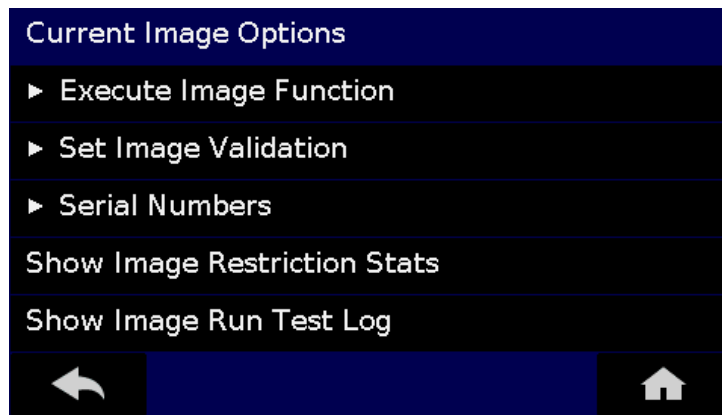 Current Image Options
► Execute Image Function
► Set Image Validation
► Serial Numbers
Show Image Restriction Stats
Show Image Run Test Log